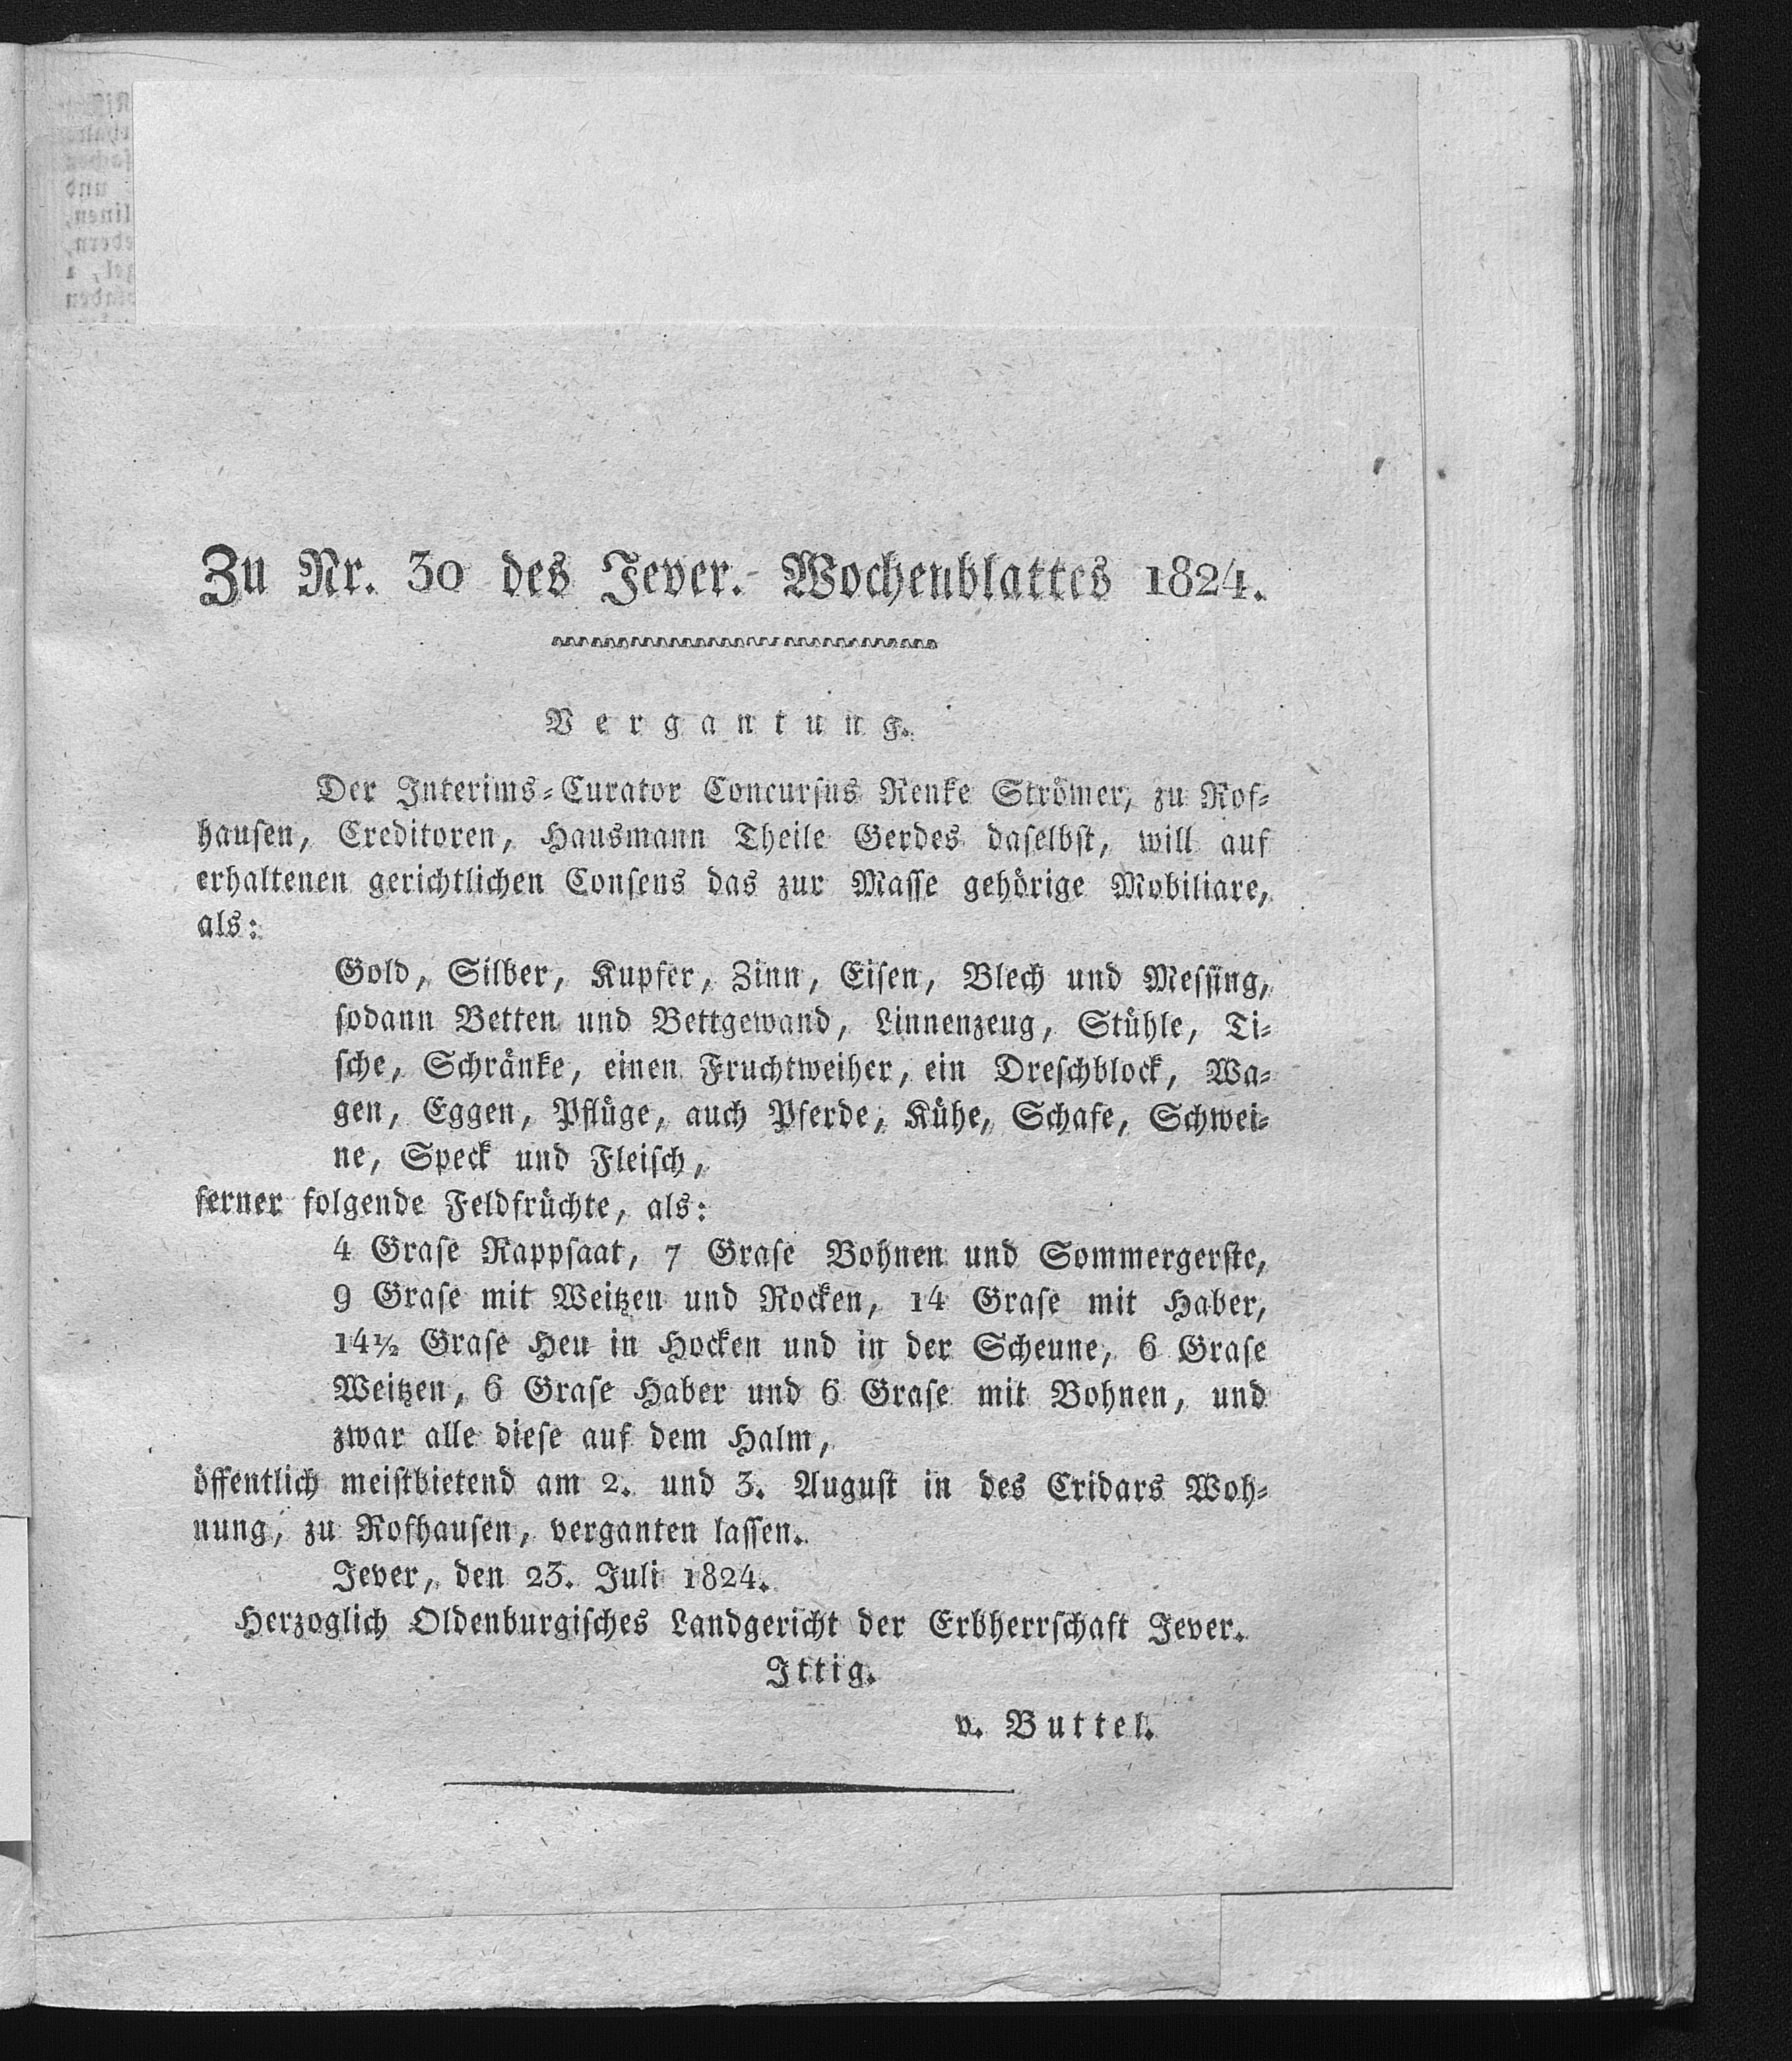 Zu Nr. 30 des Jever. Wochenblattes 1824.
Vergantung.
Der Interims-Curator Concursus Renke Strömer, zu Rof-
hausen, Creditoren, Hausmann Theile Gerdes daselbst, will auf
erhaltenen gerichtlichen Consens das zur Masse gehörige Mobiliare,
als:
Gold, Silber, Kupfer, Zinn, Eisen, Blech und Messing,
sodann Betten und Bettgewand, Linnenzeug, Stühle, Ti-
sche, Schränke, einen Fruchtweiher, ein Dreschblock, Wa-
gen, Eggen, Pflüge, auch Pferde, Kühe, Schafe, Schwei-
ne, Speck und Fleisch,
ferner folgende Feldfrüchte, als:
4 Grase Rappsaat, 7 Grase Bohnen und Sommergerste,
9 Grase mit Weitzen und Rocken, 14 Grase mit Haber,
14½ Grase Heu in Hocken und in der Scheune, 6 Grase
Weitzen, 6 Grase Haber und 6 Grase mit Bohnen, und
zwar alle diese auf dem Halm,
öffentlich meistbietend am 2. und 3. August in des Cridars Woh-
nung, zu Rofhausen, verganten lassen.
Jever, den 23. Juli 1824.
Herzoglich Oldenburgisches Landgericht der Erbherrschaft Jever.
Ittig.
v. Buttel.